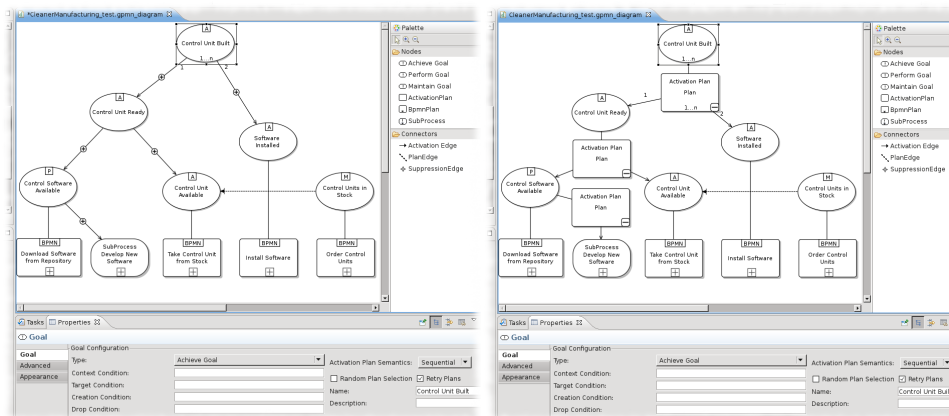 *CleanerManufacturing_test.gpmn_diagram
A
Control Unit Built
1...n
1
2
A
Control Unit Ready
A
Software
Installed
P
Control Software
Available
A
Control Unit
Available
M
Control Units in
Stock
BPMN
Download Software
from Repository
SubProcess
Develop New
Software
BPMN
Take Control Unit
from Stock
BPMN
Install Software
BPMN
Order Control
Units
Palette
Nodes
Achieve Goal
Perform Goal
Maintain Goal
ActivationPlan
BpmnPlan
SubProcess
Connectors
Activation Edge
PlanEdge
SuppressionEdge
Tasks
Properties
Goal
Goal
Advanced
Appearance
Goal Configuration
Type:
Achieve Goal
Context Condition:
Target Condition:
Creation Condition:
Drop Condition:
Activation Plan Semantics:
Sequential
Random Plan Selection
Retry Plans
Name:
Control Unit Built
Description:
CleanerManufacturing_test.gpmn_diagram
A
Control Unit Built
1...n
Activation Plan
Plan
1...n
1
2
A
Control Unit Ready
A
Software
Installed
Activation Plan
Plan
P
Control Software
Available
Activation Plan
Plan
A
Control Unit
Available
M
Control Units in
Stock
BPMN
Download Software
from Repository
SubProcess
Develop New
Software
BPMN
Take Control Unit
from Stock
BPMN
Install Software
BPMN
Order Control
Units
Palette
Nodes
Achieve Goal
Perform Goal
Maintain Goal
ActivationPlan
BpmnPlan
SubProcess
Connectors
Activation Edge
PlanEdge
SuppressionEdge
Tasks
Properties
Goal
Goal
Advanced
Appearance
Goal Configuration
Type:
Achieve Goal
Context Condition:
Target Condition:
Creation Condition:
Drop Condition:
Activation Plan Semantics:
Sequential
Random Plan Selection
Retry Plans
Name:
Control Unit Buil
Description: